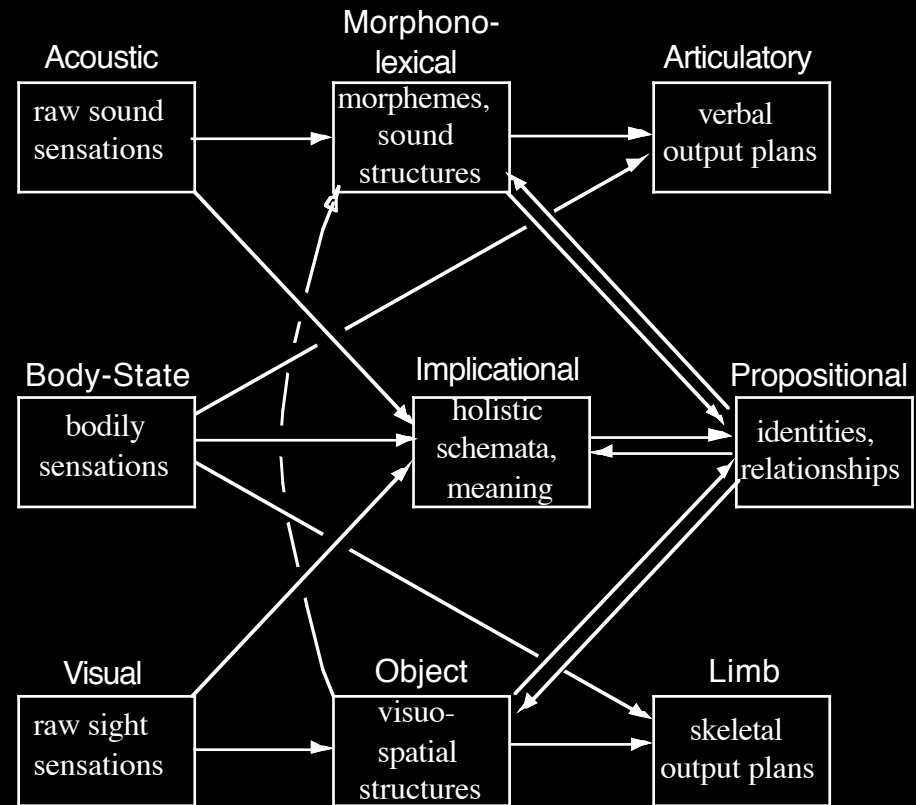 Acoustic
raw sound
sensations
Morphono-
lexical
morphemes,
sound
structures
Articulatory
verbal
output plans
Body-State
bodily
sensations
Implicational
holistic
schemata,
meaning
Propositional
identities,
relationships
Visual
raw sight
sensations
Object
visuo-
spatial
structures
Limb
skeletal
output plans